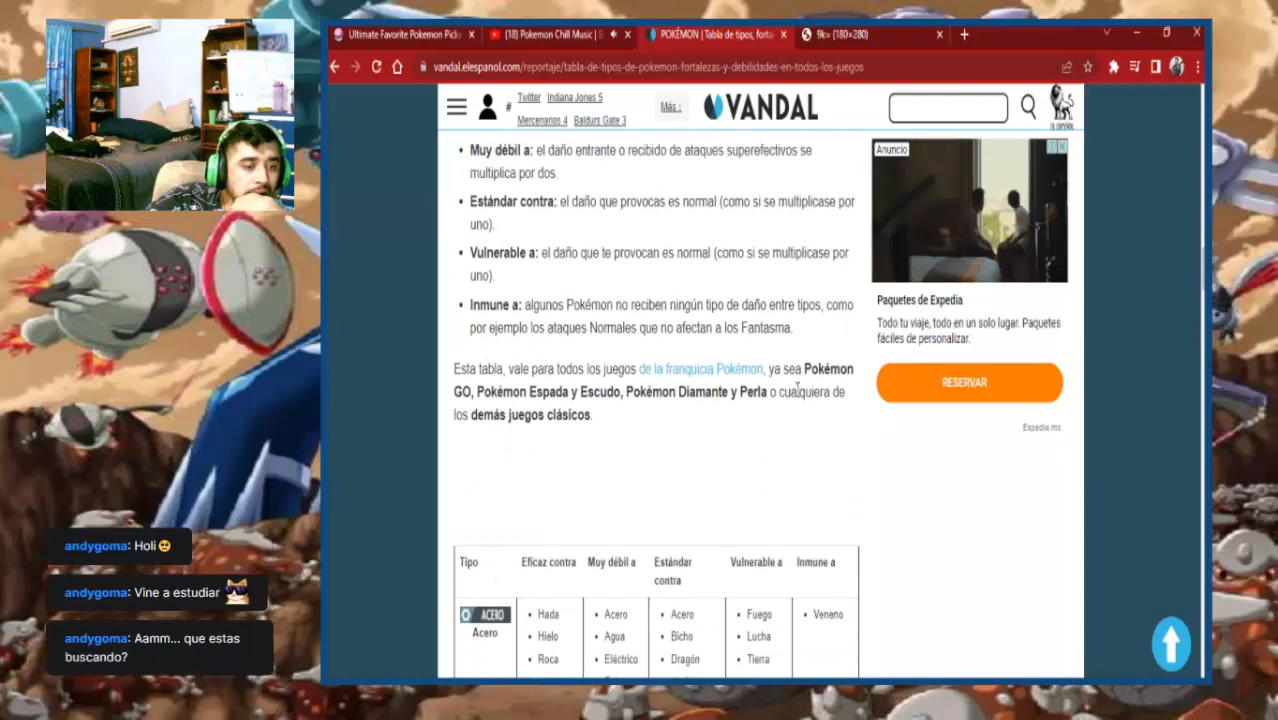 Ultimate Favorite Pokemon Picke
(18) Pokemon Chill Music | S
POKÉMON | Tabla de tipos, fortal
9k= (180×280)
vandal.elespanol.com/reportaje/tabla-de-tipos-de-pokemon-fortalezas-y-debilidades-en-todos-los-juegos
# Twitter Indiana Jones 5
Mercenarios 4 Baldurs Gate 3
Más ↓
VANDAL
EL ESPAÑOL
• Muy débil a: el daño entrante o recibido de ataques superefectivos se
multiplica por dos.
• Estándar contra: el daño que provocas es normal (como si se multiplicase por
uno).
• Vulnerable a: el daño que te provocan es normal (como si se multiplicase por
uno).
• Inmune a: algunos Pokémon no reciben ningún tipo de daño entre tipos, como
por ejemplo los ataques Normales que no afectan a los Fantasma.
Esta tabla, vale para todos los juegos de la franquicia Pokémon, ya sea Pokémon
GO, Pokémon Espada y Escudo, Pokémon Diamante y Perla o cualquiera de
los demás juegos clásicos.
Anuncio
Paquetes de Expedia
Todo tu viaje, todo en un solo lugar. Paquetes
fáciles de personalizar.
RESERVAR
Expedia.mx
Tipo Eficaz contra Muy débil a Estándar contra Vulnerable a Inmune a
ACERO
Acero
• Hada • Acero • Acero • Fuego • Veneno
• Hielo • Agua • Bicho • Lucha
• Roca • Eléctrico • Dragón • Tierra
andygoma: Holi
andygoma: Vine a estudiar
andygoma: Aamm... que estas
buscando?